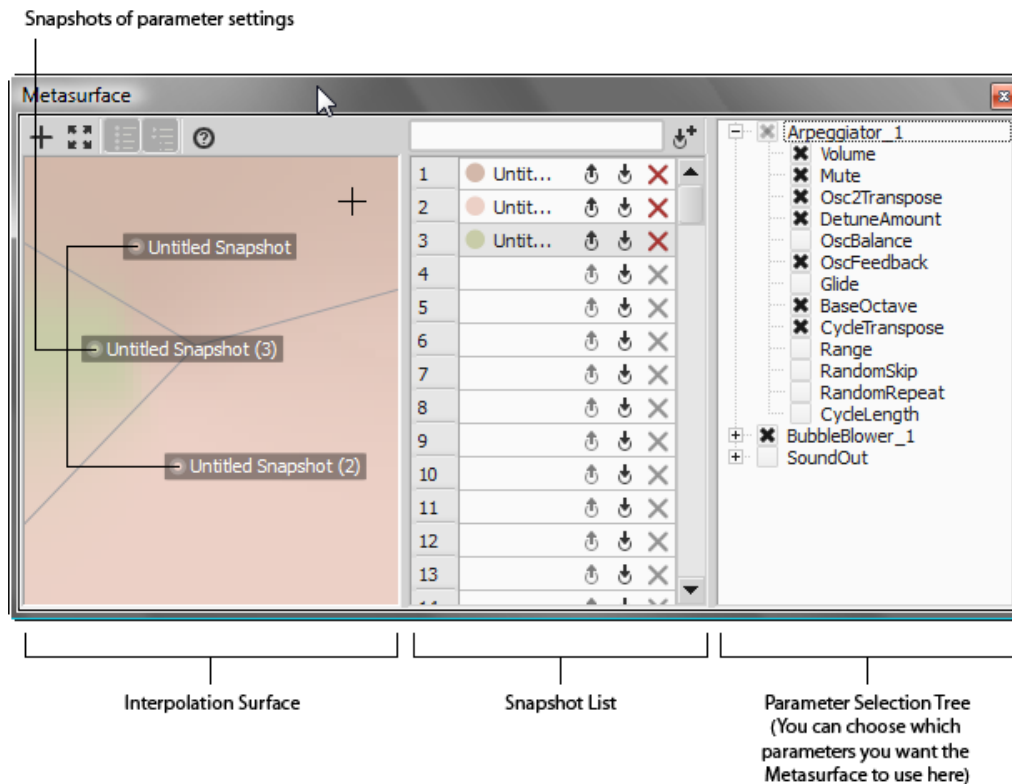 Snapshots of parameter settings
Metasurface
Untitled Snapshot
Untitled Snapshot (3)
Untitled Snapshot (2)
1 Untit...
2 Untit...
3 Untit...
4
5
6
7
8
9
10
11
12
13
Arpeggiator_1
Volume
Mute
Osc2Transpose
DetuneAmount
OscBalance
OscFeedback
Glide
BaseOctave
CycleTranspose
Range
RandomSkip
RandomRepeat
CycleLength
BubbleBlower_1
SoundOut
Interpolation Surface
Snapshot List
Parameter Selection Tree
(You can choose which
parameters you want the
Metasurface to use here)